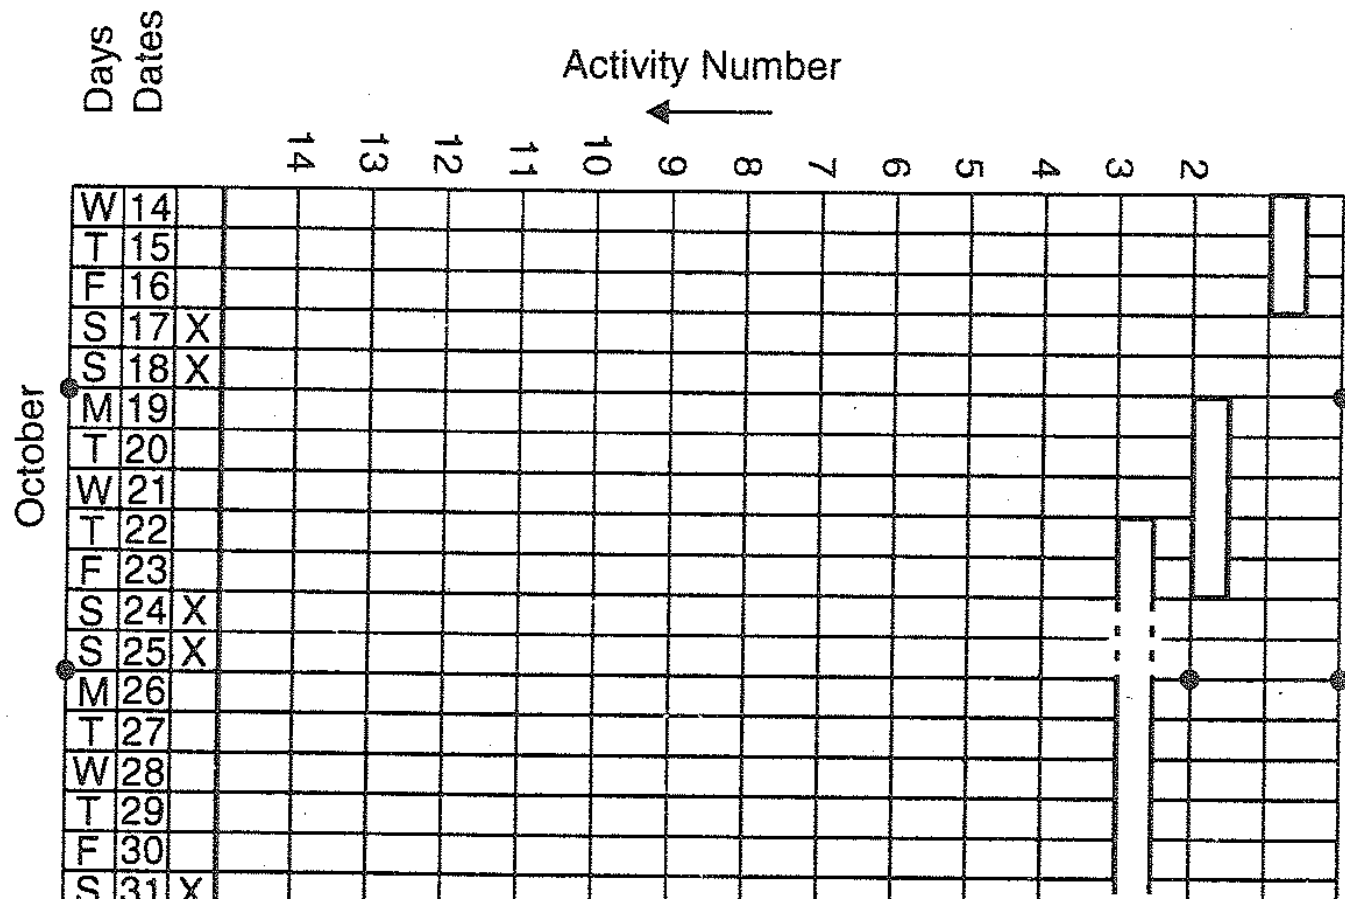 Days
Dates
Activity Number
14 13 12 11 10 9 8 7 6 5 4 3 2
October
W 14
T 15
F 16
S 17 X
S 18 X
M 19
T 20
W 21
T 22
F 23
S 24 X
S 25 X
M 26
T 27
W 28
T 29
F 30
S 31 X